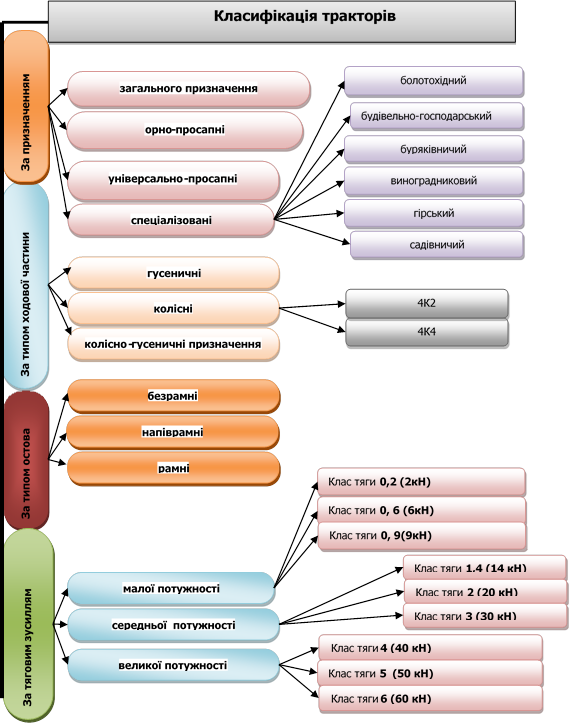 Класифікація тракторів
За призначенням
загального призначення
орно-просапні
універсально-просапні
спеціалізовані
болотохідний
будівельно-господарський
буряківничий
виноградниковий
гірський
садівничий
За типом ходової частини
гусеничні
колісні
колісно-гусеничні призначення
4К2
4К4
За типом остова
безрамні
напіврамні
рамні
За тяговим зусиллям
малої потужності
середньої потужності
великої потужності
Клас тяги 0,2 (2кН)
Клас тяги 0, 6 (6кН)
Клас тяги 0, 9(9кН)
Клас тяги 1.4 (14 кН)
Клас тяги 2 (20 кН)
Клас тяги 3 (30 кН)
Клас тяги 4 (40 кН)
Клас тяги 5 (50 кН)
Клас тяги 6 (60 кН)